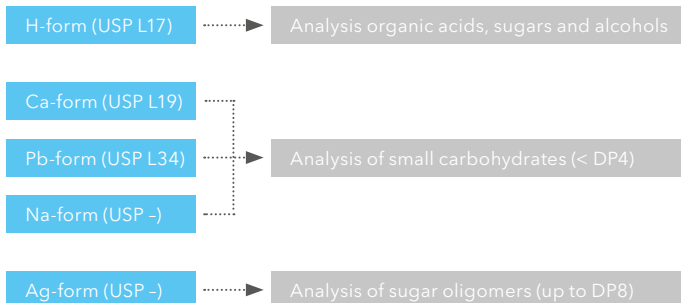 H-form (USP L17)
Analysis organic acids, sugars and alcohols
Ca-form (USP L19)
Pb-form (USP L34)
Analysis of small carbohydrates (< DP4)
Na-form (USP –)
Ag-form (USP –)
Analysis of sugar oligomers (up to DP8)